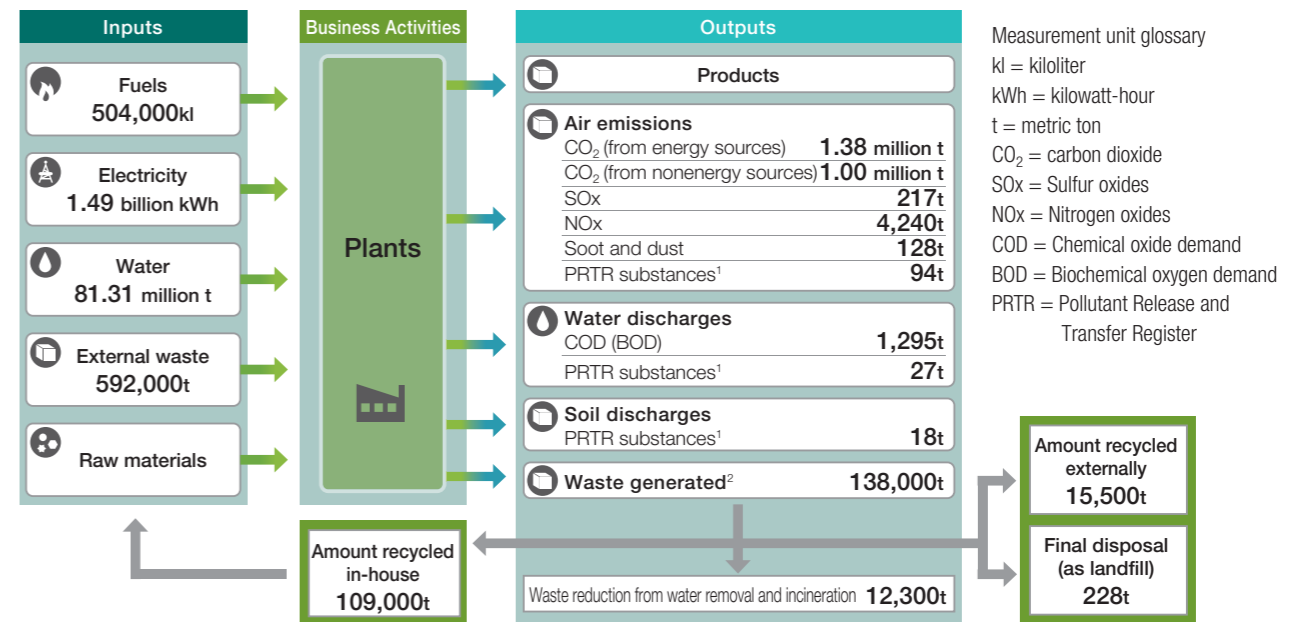 Inputs
Fuels
504,000kl
Electricity
1.49 billion kWh
Water
81.31 million t
External waste
592,000t
Raw materials
Business Activities
Plants
Outputs
Products
Air emissions
CO₂ (from energy sources) 1.38 million t
CO₂ (from nonenergy sources) 1.00 million t
SOx 217t
NOx 4,240t
Soot and dust 128t
PRTR substances¹ 94t
Water discharges
COD (BOD) 1,295t
PRTR substances¹ 27t
Soil discharges
PRTR substances¹ 18t
Waste generated² 138,000t
Amount recycled
in-house
109,000t
Waste reduction from water removal and incineration 12,300t
Amount recycled
externally
15,500t
Final disposal
(as landfill)
228t
Measurement unit glossary
kl = kiloliter
kWh = kilowatt-hour
t = metric ton
CO₂ = carbon dioxide
SOx = Sulfur oxides
NOx = Nitrogen oxides
COD = Chemical oxide demand
BOD = Biochemical oxygen demand
PRTR = Pollutant Release and
Transfer Register